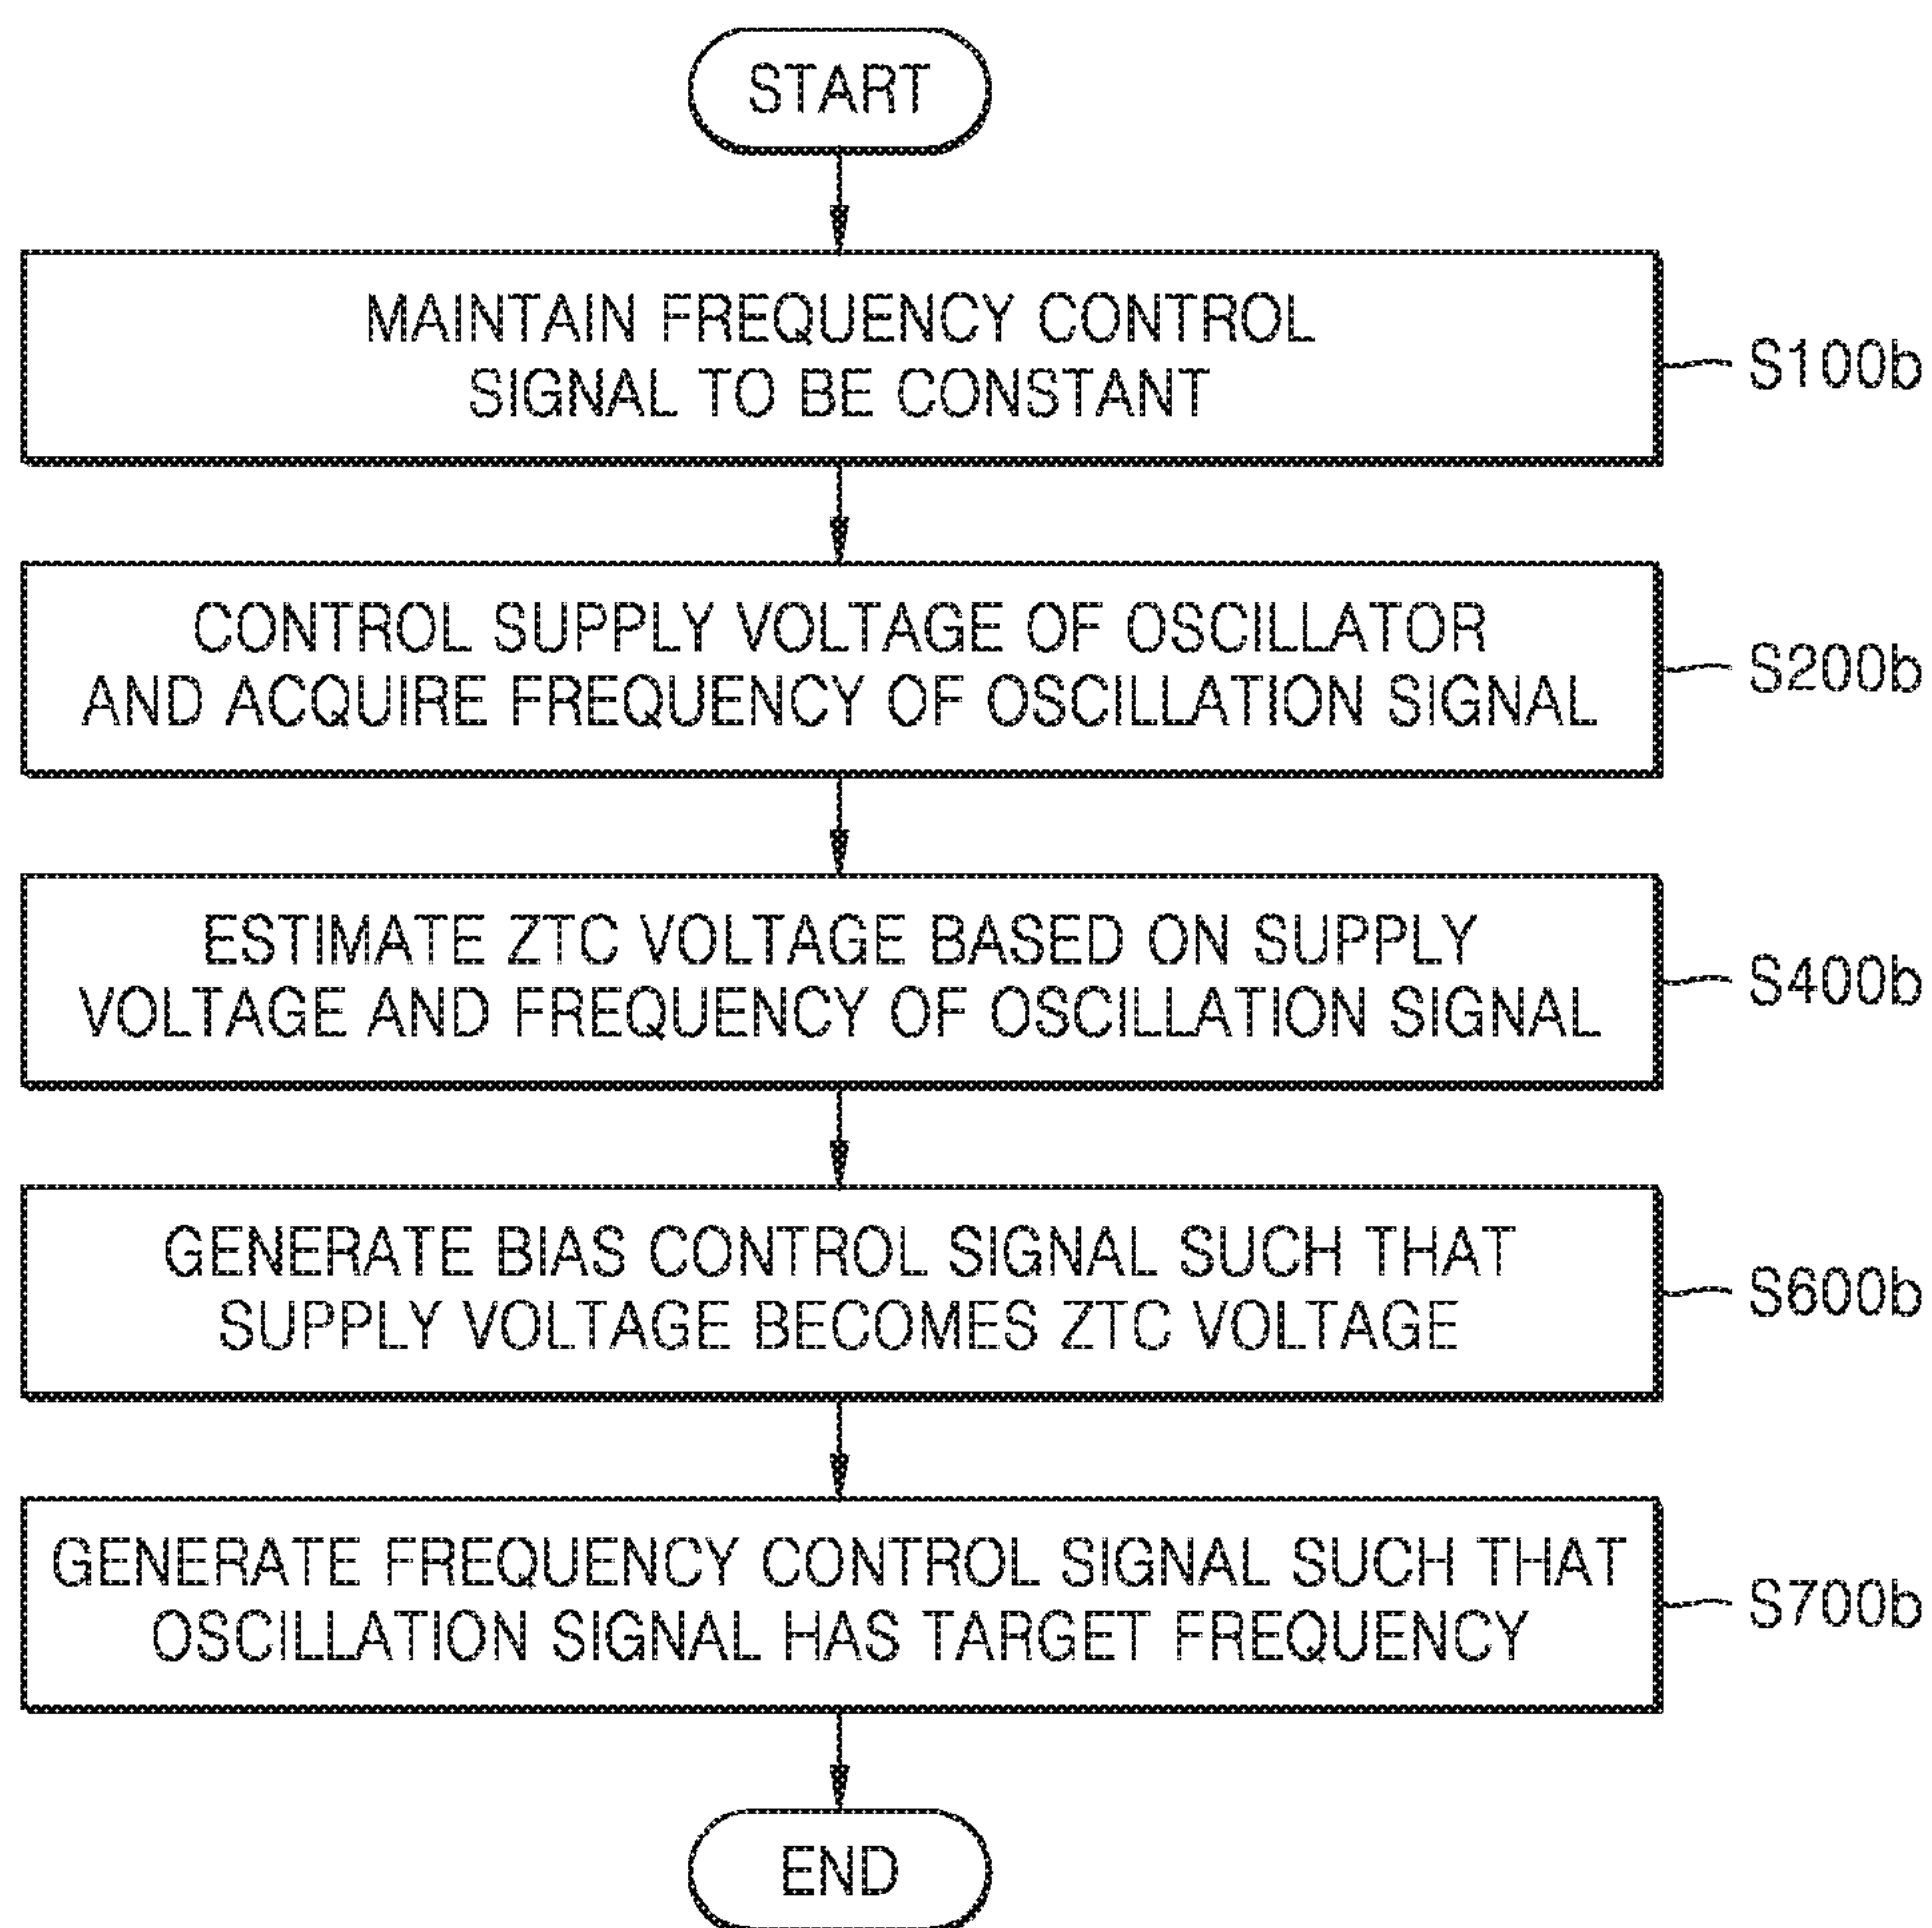 START
MAINTAIN FREQUENCY CONTROL
SIGNAL TO BE CONSTANT
S100b
CONTROL SUPPLY VOLTAGE OF OSCILLATOR
AND ACQUIRE FREQUENCY OF OSCILLATION SIGNAL
S200b
ESTIMATE ZTC VOLTAGE BASED ON SUPPLY
VOLTAGE AND FREQUENCY OF OSCILLATION SIGNAL
S400b
GENERATE BIAS CONTROL SIGNAL SUCH THAT
SUPPLY VOLTAGE BECOMES ZTC VOLTAGE
S600b
GENERATE FREQUENCY CONTROL SIGNAL SUCH THAT
OSCILLATION SIGNAL HAS TARGET FREQUENCY
S700b
END